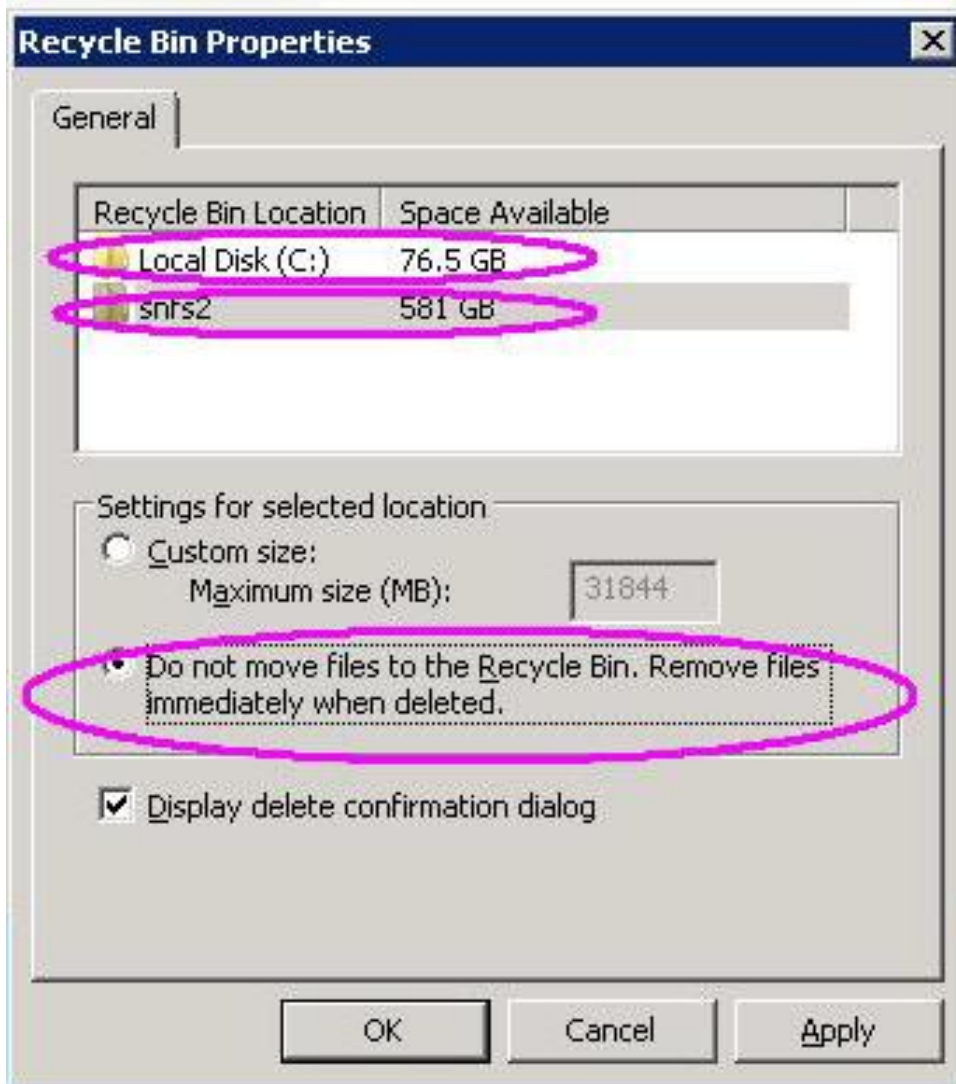 Recycle Bin Properties
General
Recycle Bin Location Space Available
Local Disk (C:) 76.5 GB
snfs2 581 GB
Settings for selected location
Custom size:
Maximum size (MB): 31844
Do not move files to the Recycle Bin. Remove files
immediately when deleted.
Display delete confirmation dialog
OK Cancel Apply